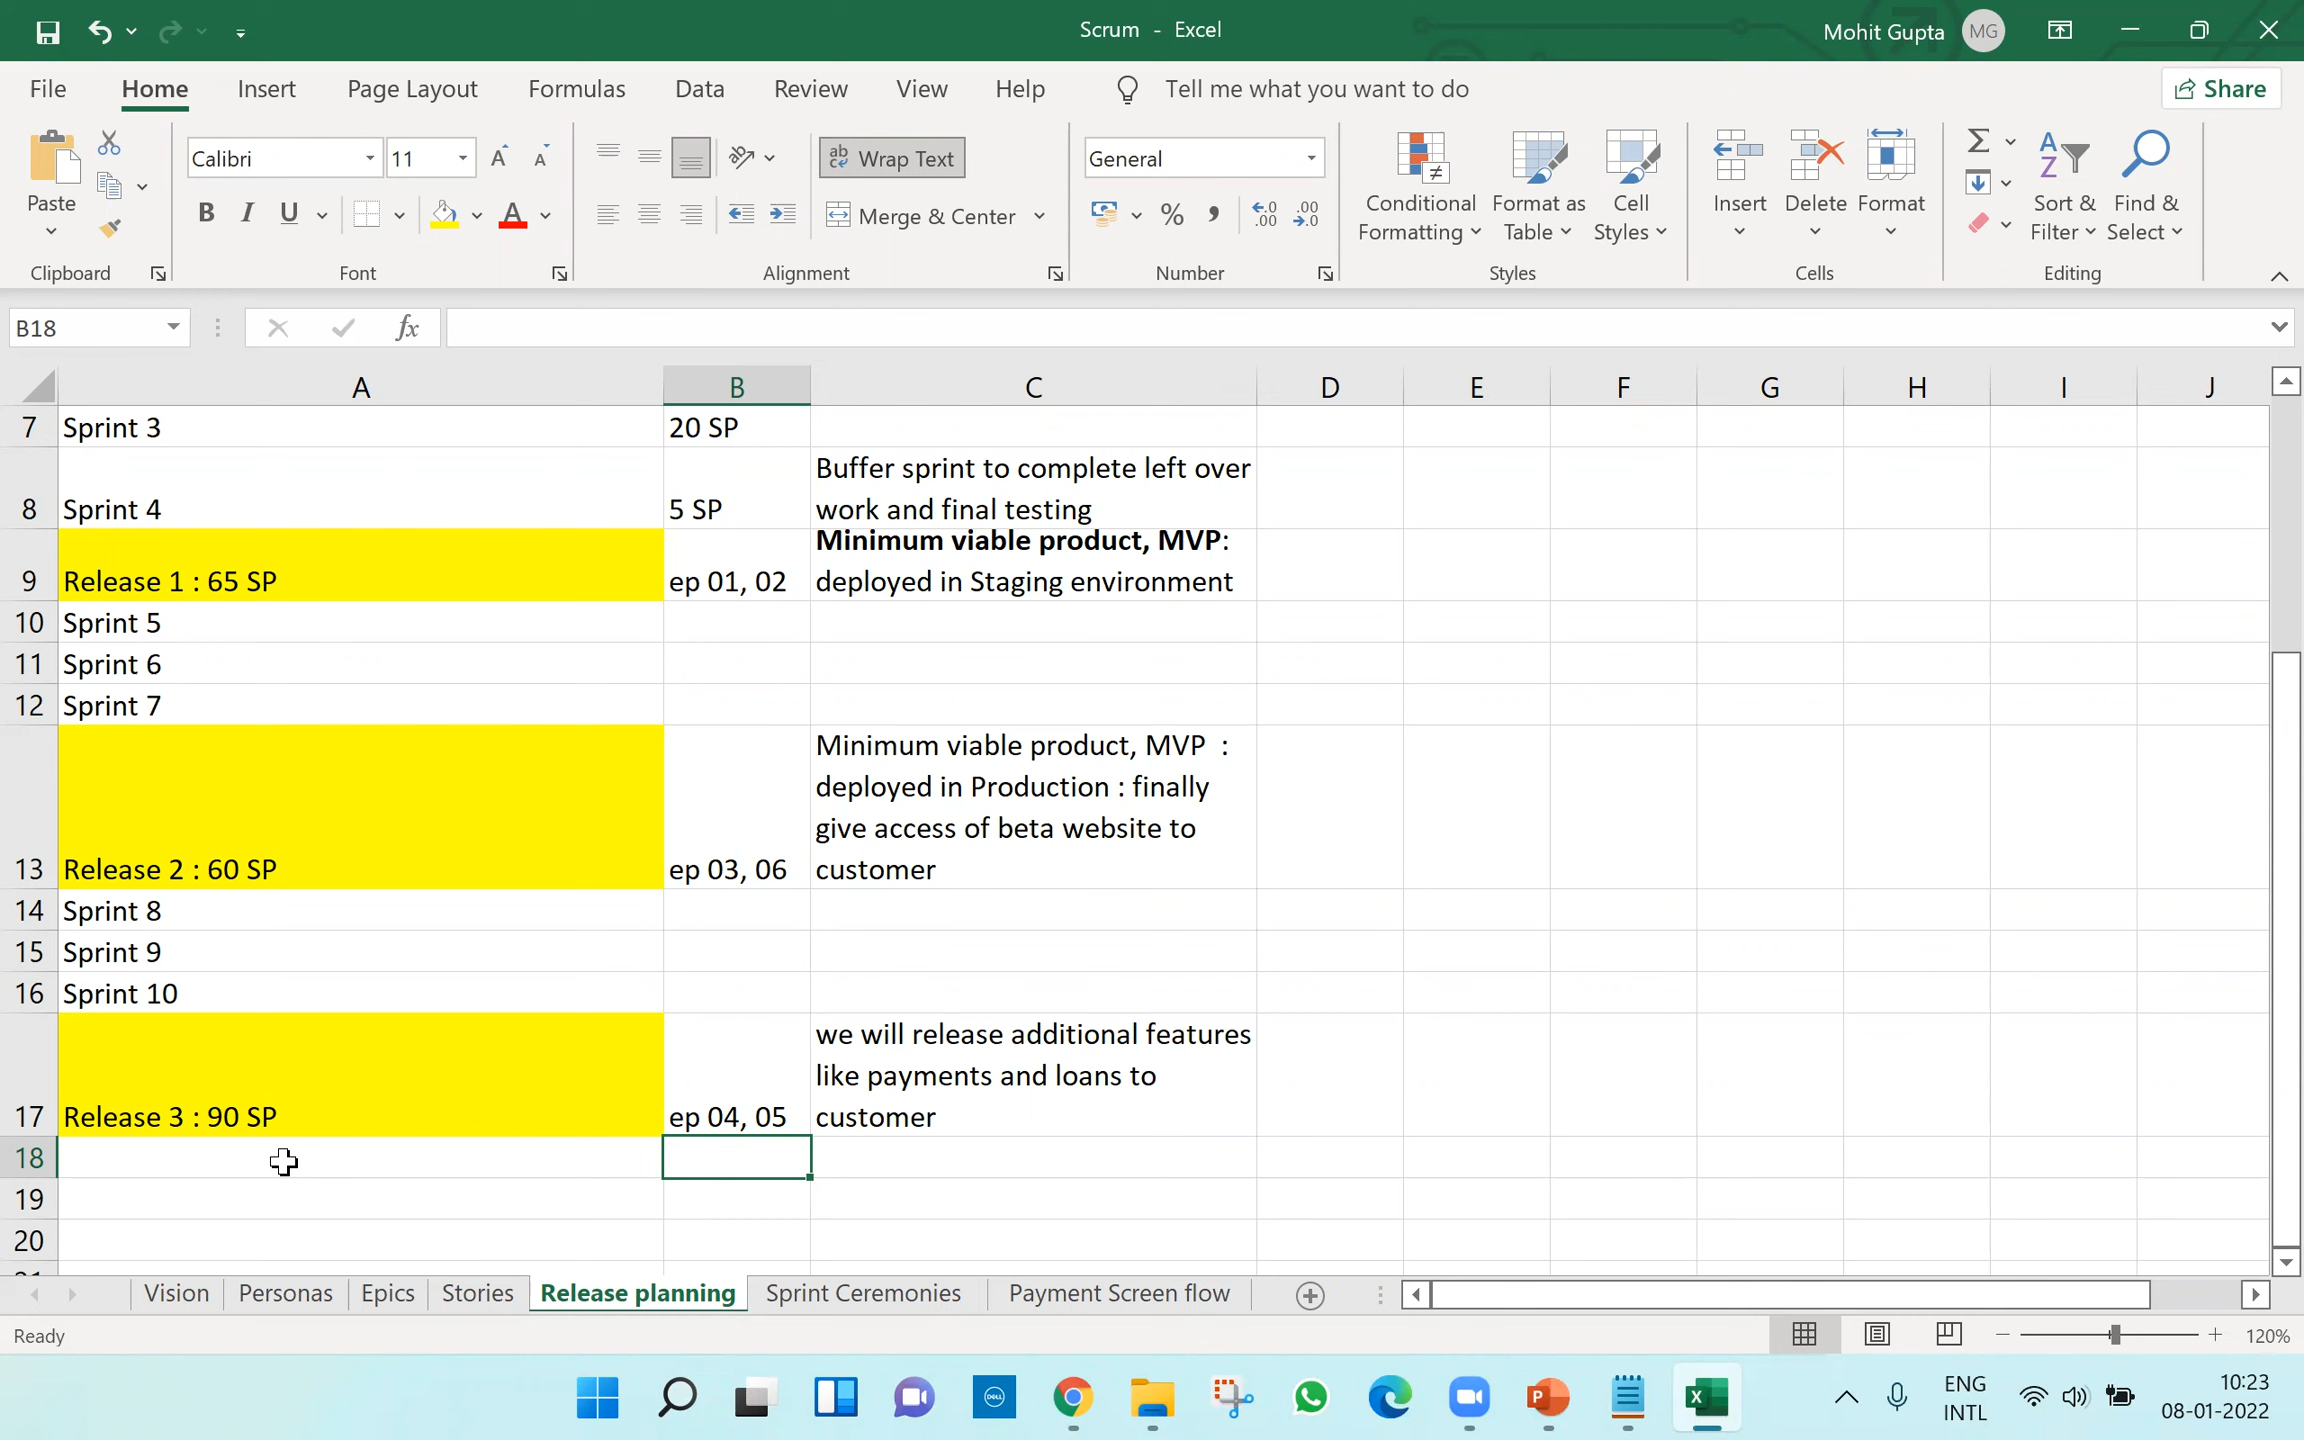 Scrum - Excel
Mohit Gupta MG
File Home Insert Page Layout Formulas Data Review View Help Tell me what you want to do Share
Paste
Clipboard
Calibri 11
A A
B I U A
Font
ab Wrap Text
Merge & Center
Alignment
General
% , .00 .00
Number
Conditional Formatting
Format as Table
Cell Styles
Styles
Insert Delete Format
Cells
Sort & Filter
Find & Select
Editing
B18 fx
A B C D E F G H I J
7 Sprint 3 20 SP
8 Sprint 4 5 SP Buffer sprint to complete left over
work and final testing
9 Release 1 : 65 SP ep 01, 02 Minimum viable product, MVP:
deployed in Staging environment
10 Sprint 5
11 Sprint 6
12 Sprint 7
13 Release 2 : 60 SP ep 03, 06 Minimum viable product, MVP :
deployed in Production : finally
give access of beta website to
customer
14 Sprint 8
15 Sprint 9
16 Sprint 10
17 Release 3 : 90 SP ep 04, 05 we will release additional features
like payments and loans to
customer
18
19
20
Vision Personas Epics Stories Release planning Sprint Ceremonies Payment Screen flow
Ready 120%
DELL
ENG
INTL
10:23
08-01-2022